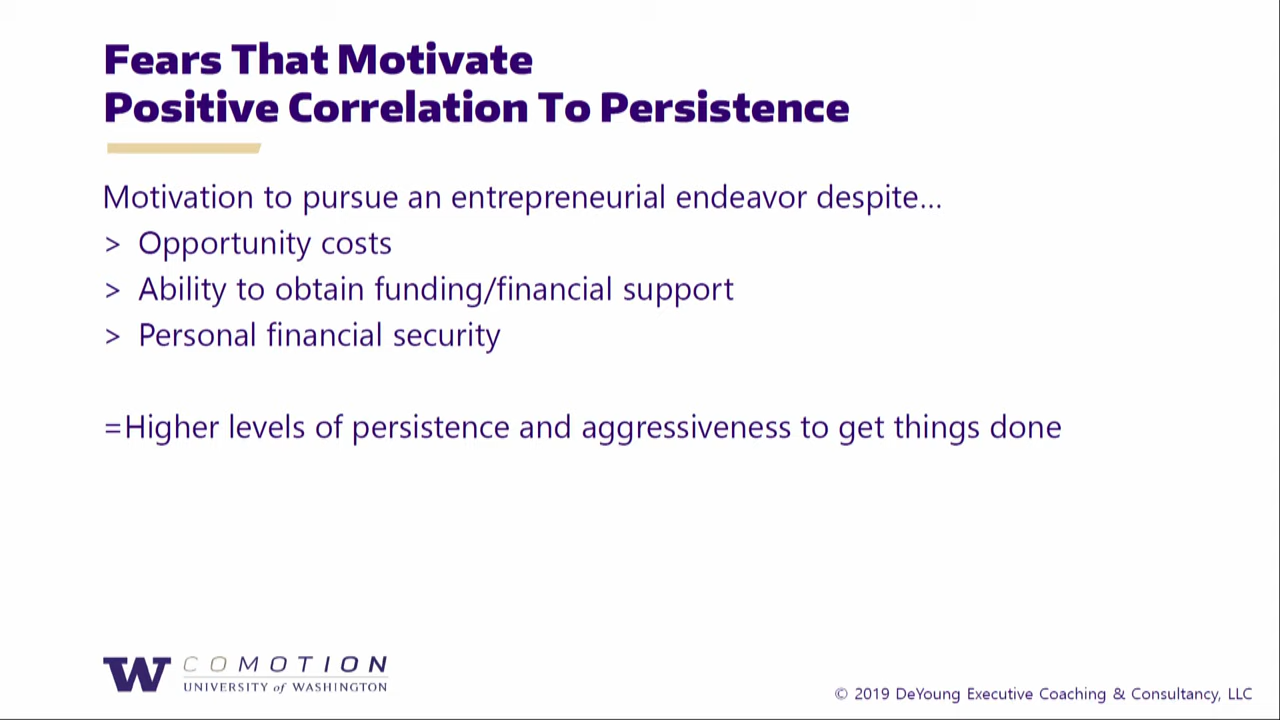 Fears That Motivate
Positive Correlation To Persistence
Motivation to pursue an entrepreneurial endeavor despite...
> Opportunity costs
> Ability to obtain funding/financial support
> Personal financial security
=Higher levels of persistence and aggressiveness to get things done
W COMOTION
UNIVERSITY of WASHINGTON
© 2019 DeYoung Executive Coaching & Consultancy, LLC